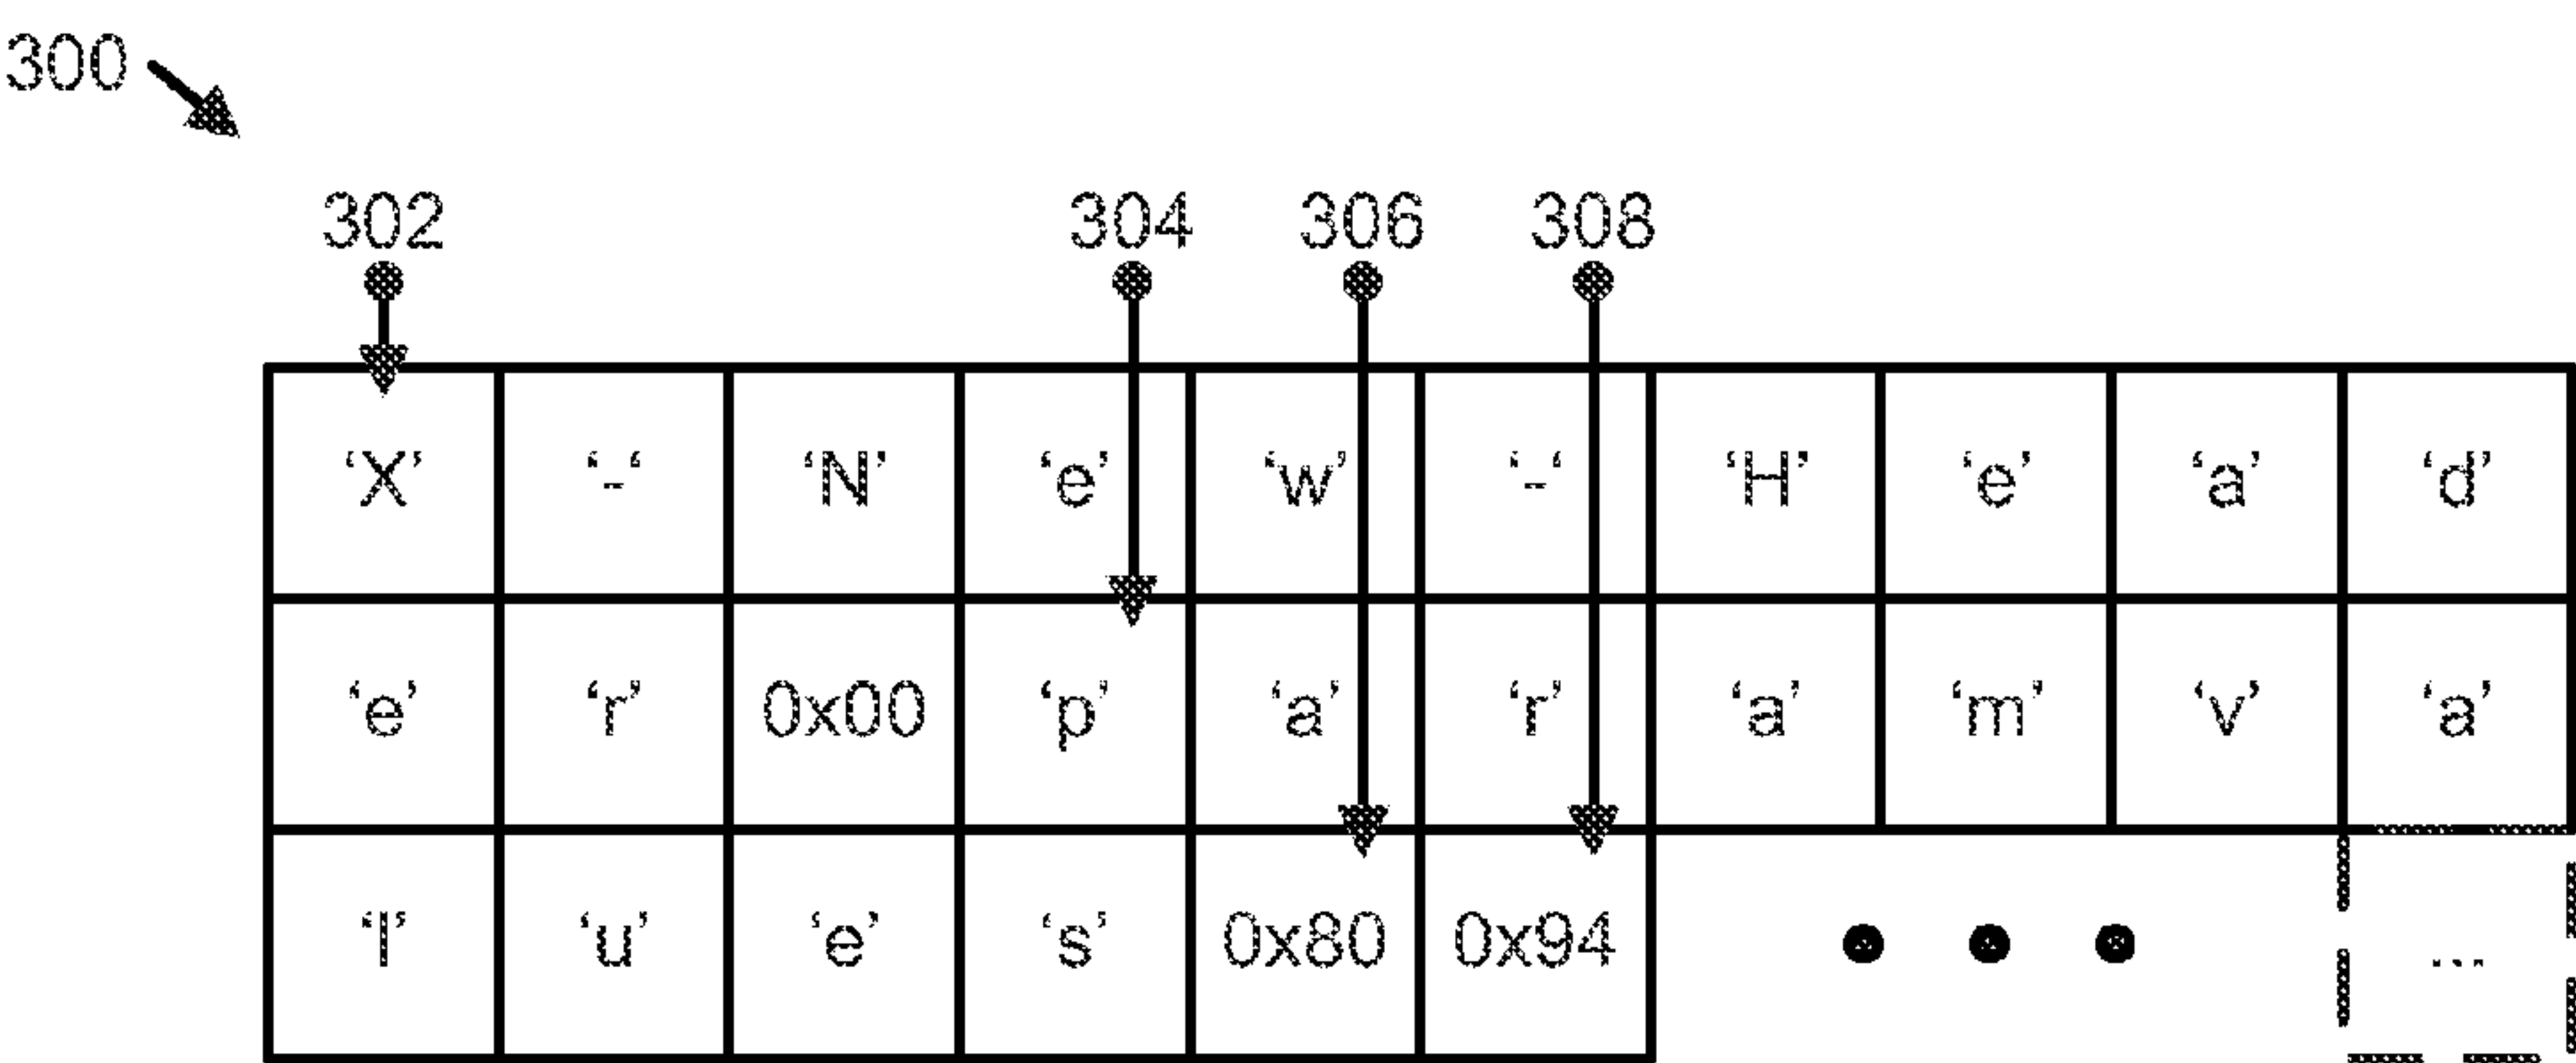 300
302 304 306 308
‘X’ ‘-‘ ‘N’ ‘e’ ‘w’ ‘-‘ ‘H’ ‘e’ ‘a’ ‘d’
‘e’ ‘r’ 0x00 ‘p’ ‘a’ ‘r’ ‘a’ ‘m’ ‘v’ ‘a’
‘l’ ‘u’ ‘e’ ‘s’ 0x80 0x94 ...